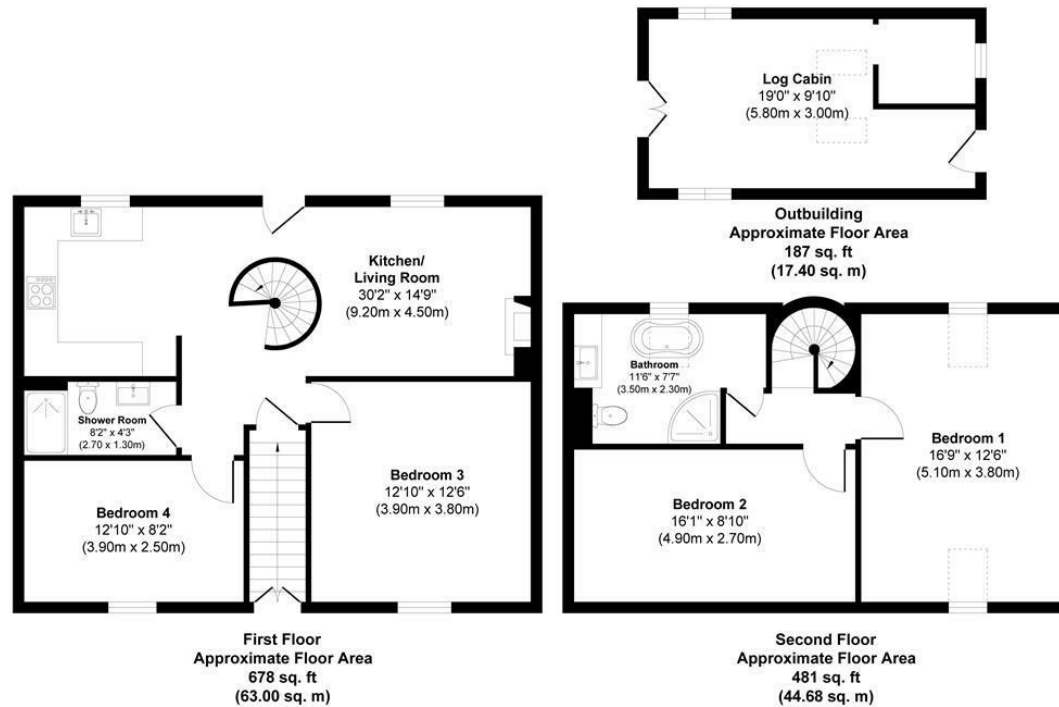 Log Cabin
19'0" x 9'10"
(5.80m x 3.00m)
Outbuilding
Approximate Floor Area
187 sq. ft
(17.40 sq. m)
Kitchen/
Living Room
30'2" x 14'9"
(9.20m x 4.50m)
Shower Room
8'2" x 4'3"
(2.70 x 1.30m)
Bedroom 4
12'10" x 8'2"
(3.90m x 2.50m)
Bedroom 3
12'10" x 12'6"
(3.90m x 3.80m)
First Floor
Approximate Floor Area
678 sq. ft
(63.00 sq. m)
Bathroom
11'6" x 7'7"
(3.50m x 2.30m)
Bedroom 1
16'9" x 12'6"
(5.10m x 3.80m)
Bedroom 2
16'1" x 8'10"
(4.90m x 2.70m)
Second Floor
Approximate Floor Area
481 sq. ft
(44.68 sq. m)